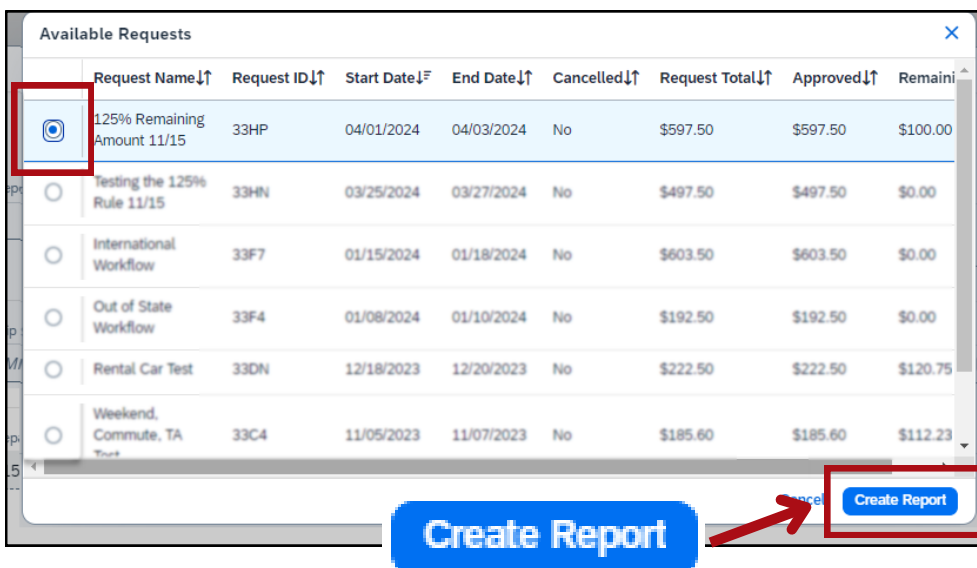 Available Requests
Request Name Request ID Start Date End Date Cancelled Request Total Approved Remaini
125% Remaining
Amount 11/15 33HP 04/01/2024 04/03/2024 No $597.50 $597.50 $100.00
Testing the 125%
Rule 11/15 33HN 03/25/2024 03/27/2024 No $497.50 $497.50 $0.00
International
Workflow 33F7 01/15/2024 01/18/2024 No $603.50 $603.50 $0.00
Out of State
Workflow 33F4 01/08/2024 01/10/2024 No $192.50 $192.50 $0.00
Rental Car Test 33DN 12/18/2023 12/20/2023 No $222.50 $222.50 $120.75
Weekend,
Commute, TA 33C4 11/05/2023 11/07/2023 No $185.60 $185.60 $112.23
Test
Cancel Create Report
Create Report